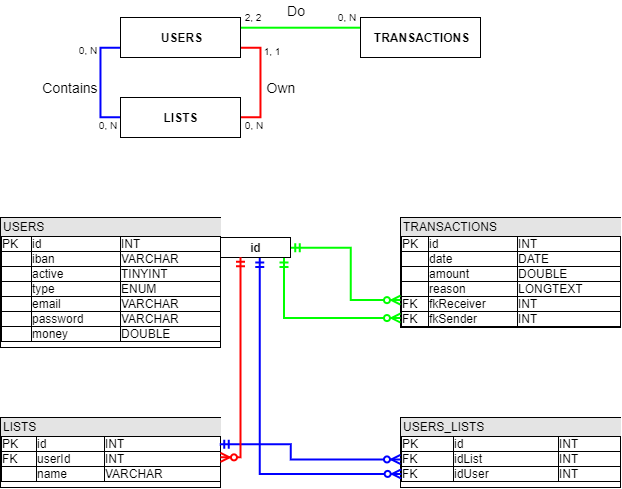 Do
2, 2
0, N
USERS
TRANSACTIONS
0, N
1, 1
Contains
Own
LISTS
0, N
0, N
USERS
PK id INT
iban VARCHAR
active TINYINT
type ENUM
email VARCHAR
password VARCHAR
money DOUBLE
id
TRANSACTIONS
PK id INT
date DATE
amount DOUBLE
reason LONGTEXT
FK fkReceiver INT
FK fkSender INT
LISTS
PK id INT
FK userId INT
name VARCHAR
USERS_LISTS
PK id INT
FK idList INT
FK idUser INT